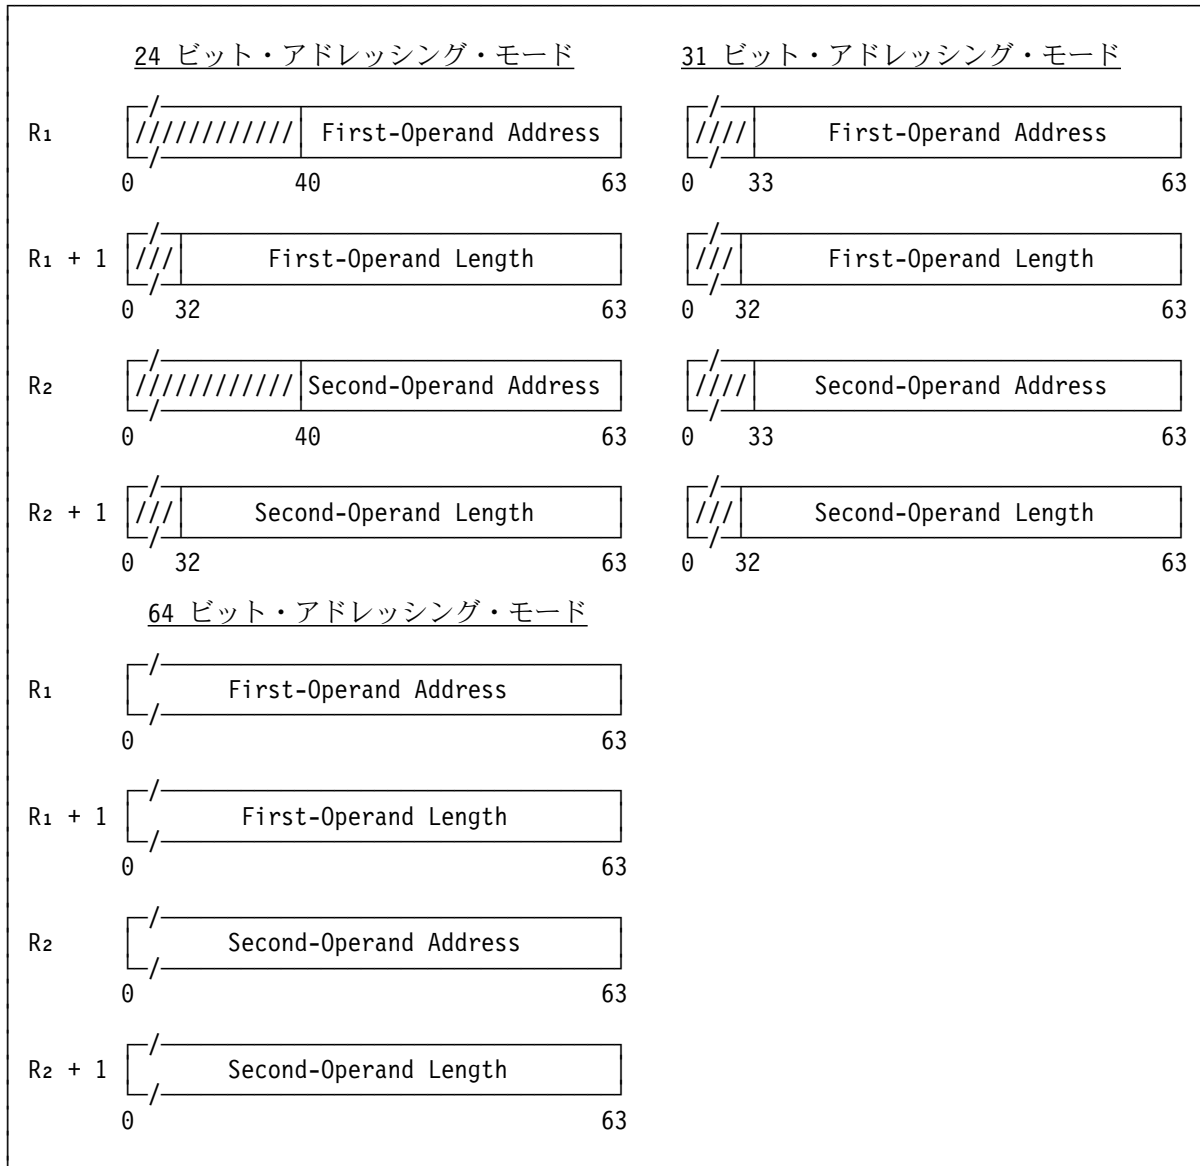 24 ビット・アドレッシング・モード 31 ビット・アドレッシング・モード
R₁ //////////// First-Operand Address //// First-Operand Address
0 40 63 0 33 63
R₁ + 1 /// First-Operand Length /// First-Operand Length
0 32 63 0 32 63
R₂ //////////// Second-Operand Address //// Second-Operand Address
0 40 63 0 33 63
R₂ + 1 /// Second-Operand Length /// Second-Operand Length
0 32 63 0 32 63
64 ビット・アドレッシング・モード
R₁ First-Operand Address
0 63
R₁ + 1 First-Operand Length
0 63
R₂ Second-Operand Address
0 63
R₂ + 1 Second-Operand Length
0 63